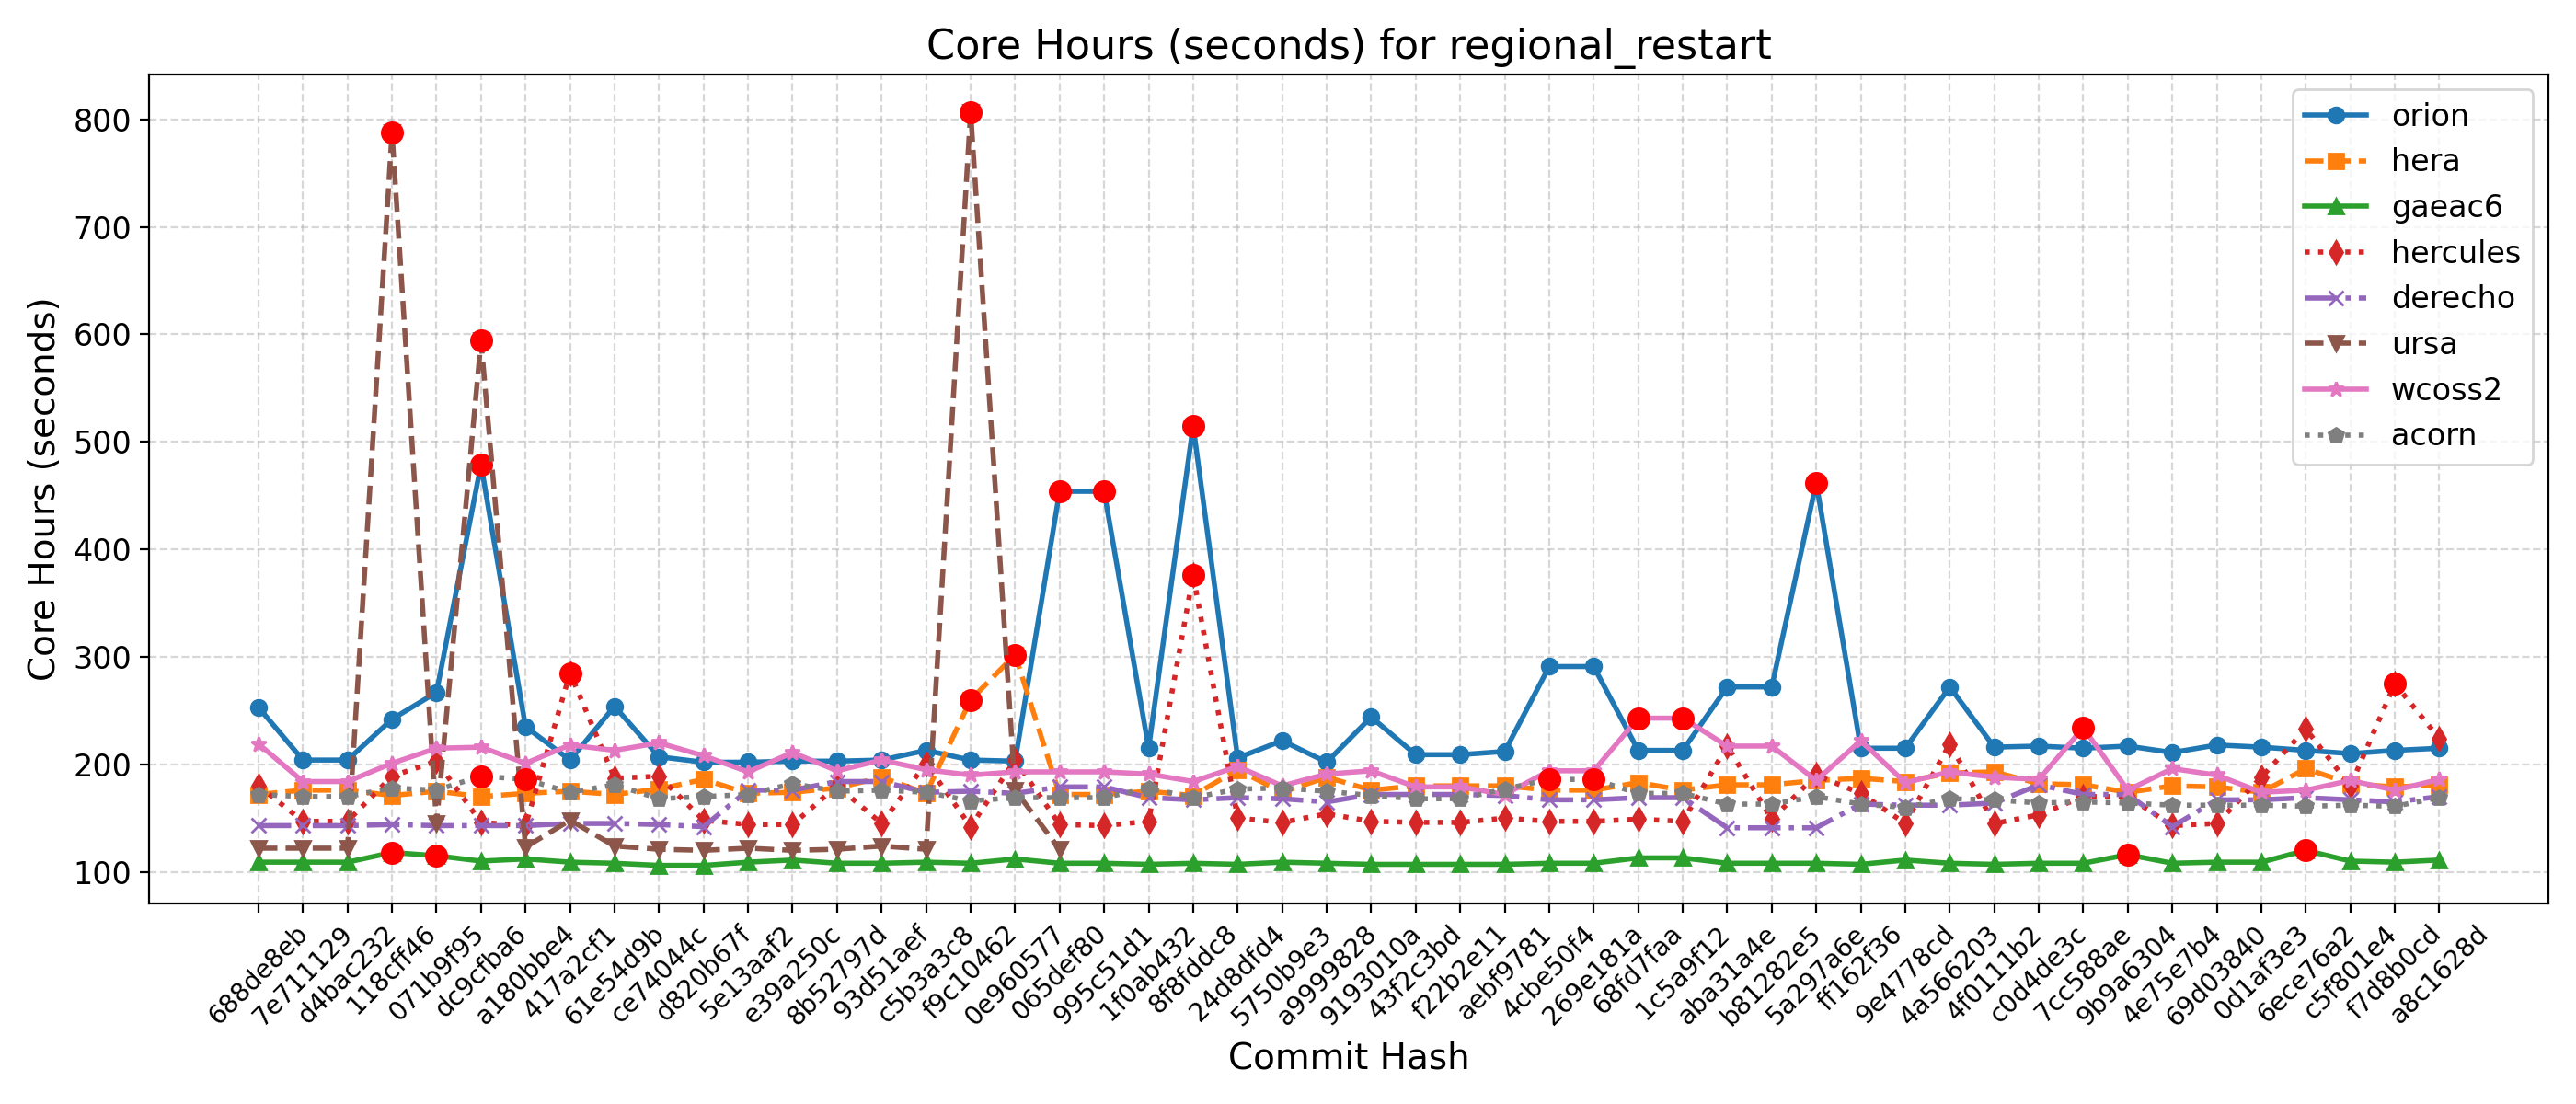 Core Hours (seconds) for regional_restart
Core Hours (seconds)
800
700
600
500
400
300
200
100
orion
hera
gaeac6
hercules
derecho
ursa
wcoss2
acorn
688de8eb
7e711129
d4bac232
118cff46
071b9f95
dc9cfba6
a180bbe4
417a2cf1
61e54d9b
ce74044c
d820b67f
5e13aaf2
e39a250c
8b52797d
93d51aef
c5b3a3c8
f9c10462
0e960577
065def80
995c51d1
1f0ab432
8f8fddc8
24d8dfd4
5750b9e3
a9999828
9193010a
43f2c3bd
f22b2e11
aebf9781
4cbe50f4
269e181a
68fd7faa
1c5a9f12
aba31a4e
b81282e5
5a297a6e
ff162f36
9e4778cd
4a566203
4f0111b2
c0d4de3c
7cc588ae
9b9a6304
4e75e7b4
69d03840
0d1af3e3
6ece76a2
c5f801e4
f7d8b0cd
a8c1628d
Commit Hash